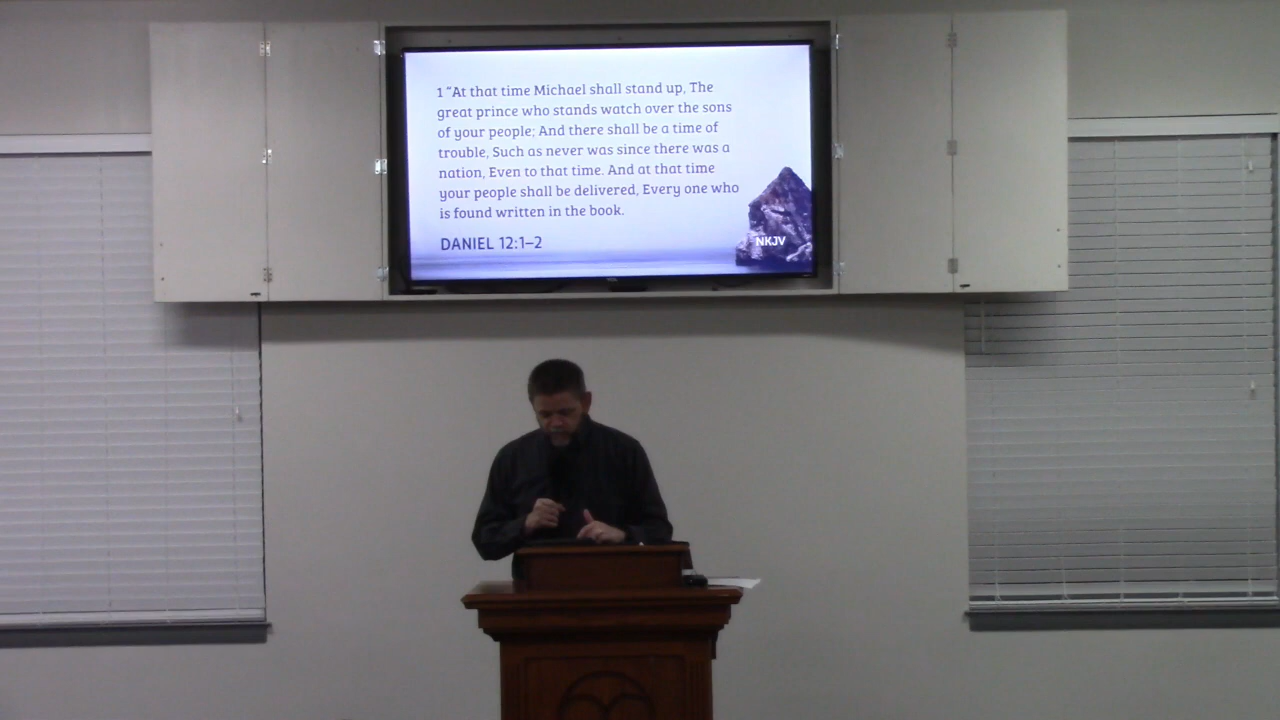 1 “At that time Michael shall stand up, The
great prince who stands watch over the sons
of your people; And there shall be a time of
trouble, Such as never was since there was a
nation, Even to that time. And at that time
your people shall be delivered, Every one who
is found written in the book.
DANIEL 12:1–2
NKJV